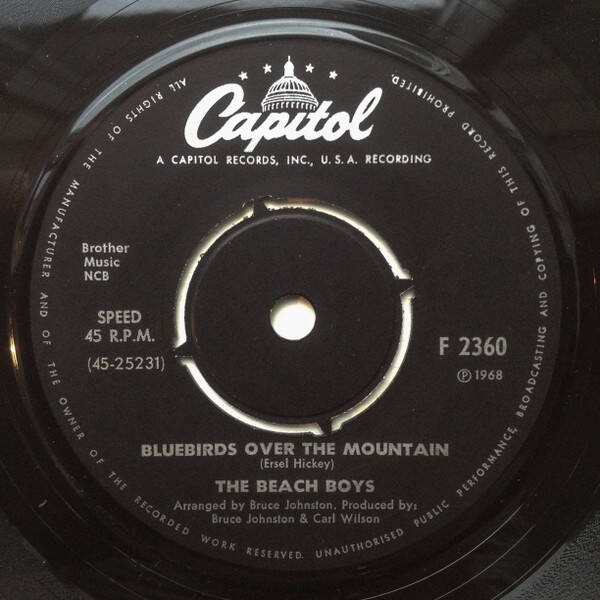 ALL RIGHTS OF THE MANUFACTURER AND OF THE OWNER OF THE RECORDED WORK RESERVED. UNAUTHORISED PUBLIC PERFORMANCE, BROADCASTING AND COPYING OF THIS RECORD PROHIBITED.
Capitol
A CAPITOL RECORDS, INC., U.S.A. RECORDING
Brother
Music
NCB
SPEED
45 R.P.M.
(45-25231)
F 2360
℗ 1968
BLUEBIRDS OVER THE MOUNTAIN
(Ersel Hickey)
THE BEACH BOYS
Arranged by Bruce Johnston. Produced by:
Bruce Johnston & Carl Wilson